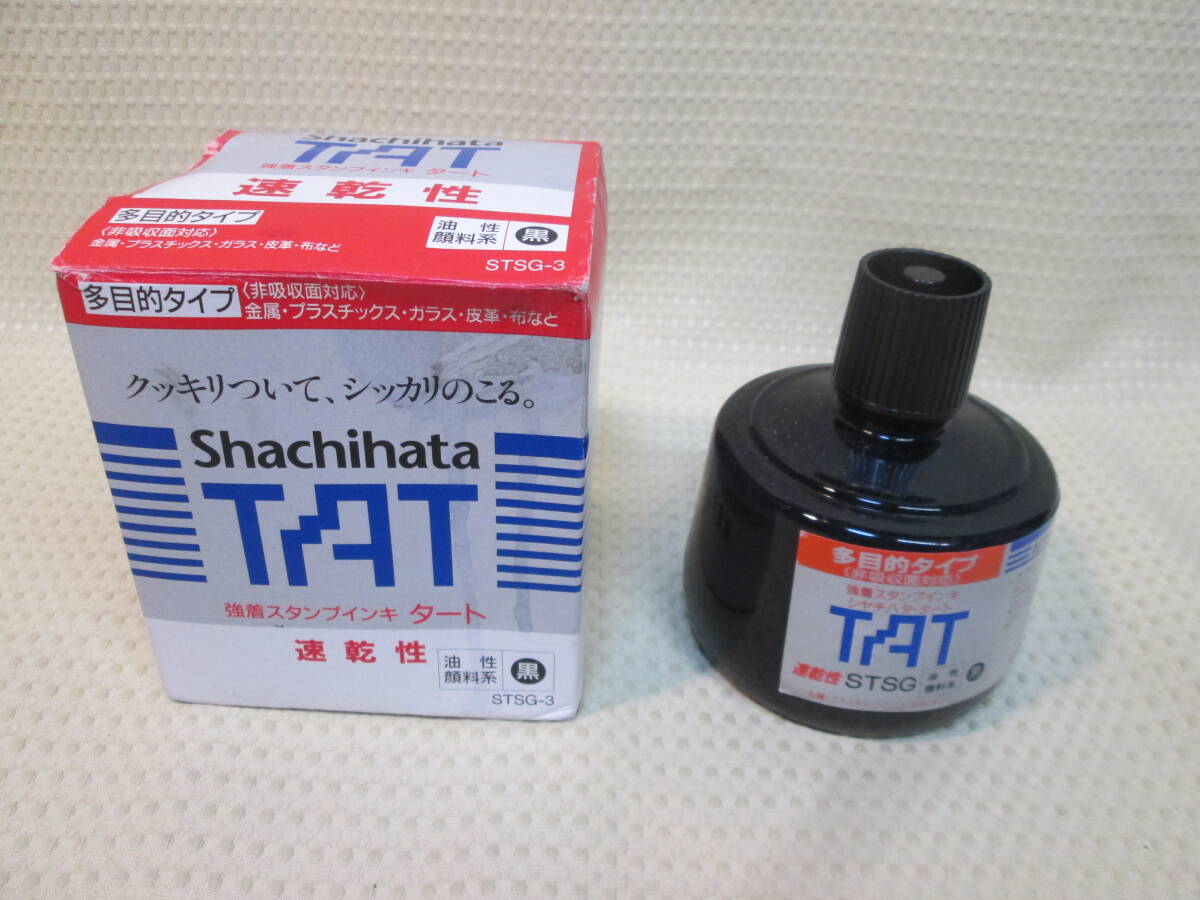 Shachihata
TAT
強着スタンプインキ タート
速乾性
多目的タイプ
〈非吸収面対応〉
金属・プラスチックス・ガラス・皮革・布など
油性
顔料系
黒
STSG-3
多目的タイプ
〈非吸収面対応〉
金属・プラスチックス・ガラス・皮革・布など
クッキリついて、シッカリのこる。
Shachihata
TAT
強着スタンプインキ タート
速乾性
油性
顔料系
黒
STSG-3
多目的タイプ
〈非吸収面対応〉
強着スタンプインキ
シヤチハタ・タート
TAT
速乾性 STSG
油性
顔料系
黒